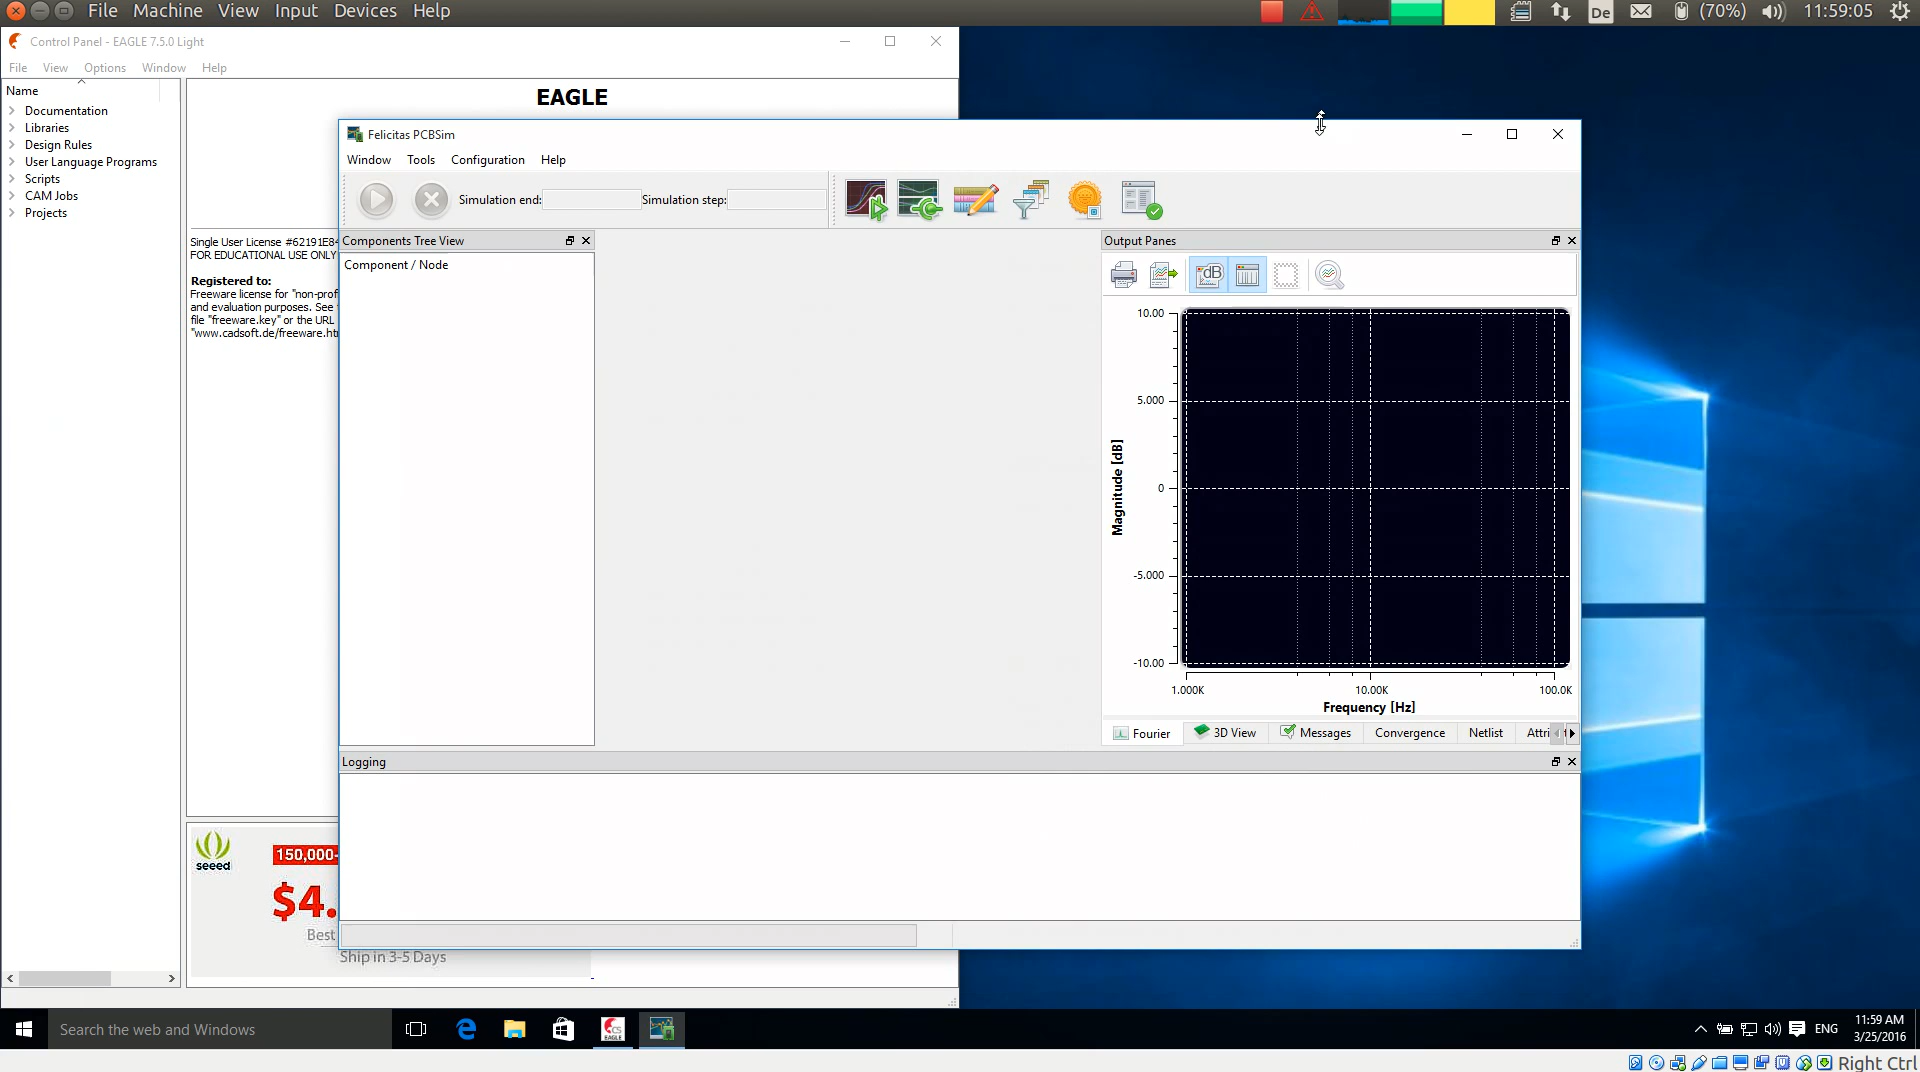 File Machine View Input Devices Help
De (70%) 11:59:05
Control Panel - EAGLE 7.5.0 Light
File View Options Window Help
Name
Documentation
Libraries
Design Rules
User Language Programs
Scripts
CAM Jobs
Projects
EAGLE
Single User License #62191E84
FOR EDUCATIONAL USE ONLY
Registered to:
Freeware license for "non-prof
and evaluation purposes. See
file "freeware.key" or the URL
"www.cadsoft.de/freeware.htm
seeed
150,000-
$4.
Best
Ship in 3-5 Days
Felicitas PCBSim
Window Tools Configuration Help
Simulation end: Simulation step:
Components Tree View
Component / Node
Output Panes
dB
10.00
5.000
0
-5.000
-10.00
Magnitude [dB]
1.000K 10.00K 100.0K
Frequency [Hz]
Fourier 3D View Messages Convergence Netlist Attri
Logging
Search the web and Windows
CS
EAGLE
ENG
11:59 AM
3/25/2016
Right Ctrl